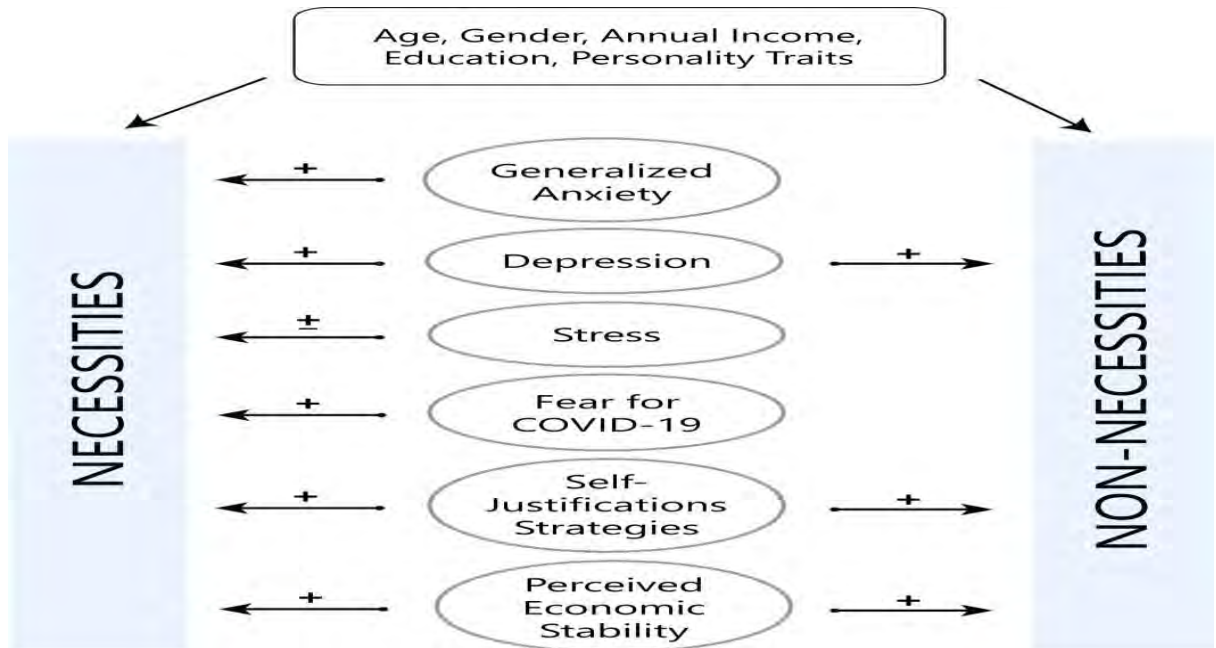 Age, Gender, Annual Income,
Education, Personality Traits
NECESSITIES
+
Generalized
Anxiety
+
Depression
+
±
Stress
+
Fear for
COVID-19
+
Self-
Justifications
Strategies
+
+
Perceived
Economic
Stability
+
NON-NECESSITIES